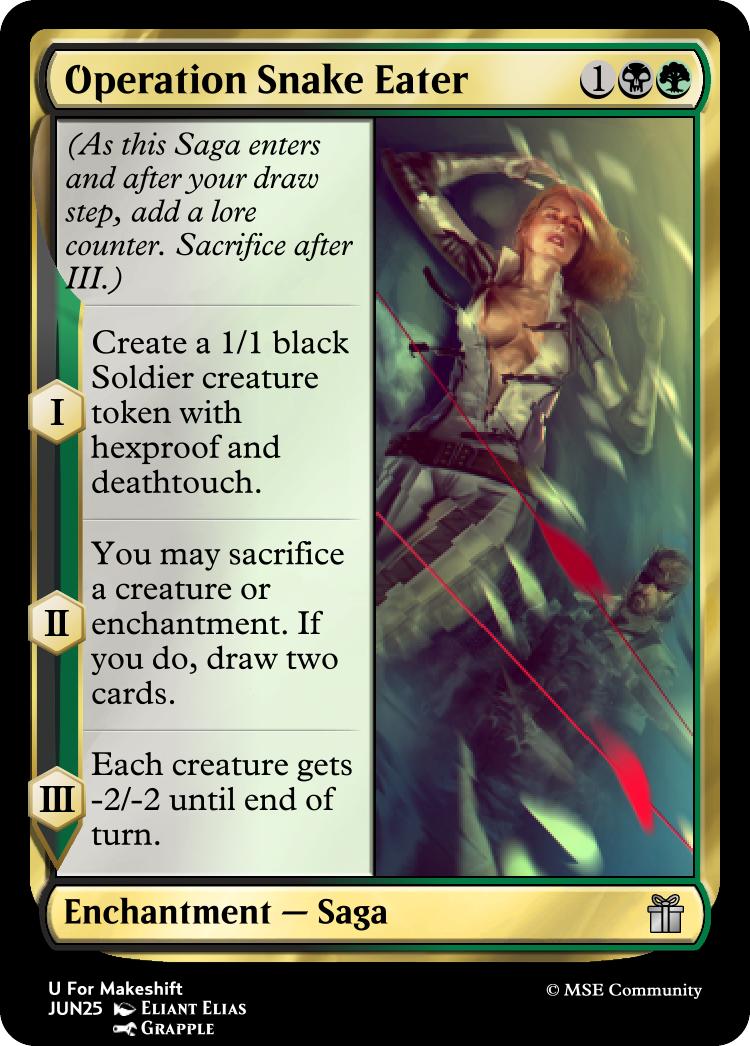 Operation Snake Eater 1
(As this Saga enters
and after your draw
step, add a lore
counter. Sacrifice after
III.)
I
Create a 1/1 black
Soldier creature
token with
hexproof and
deathtouch.
II
You may sacrifice
a creature or
enchantment. If
you do, draw two
cards.
III
Each creature gets
-2/-2 until end of
turn.
Enchantment — Saga
U For Makeshift
JUN25 ELIANT ELIAS
GRAPPLE
© MSE Community